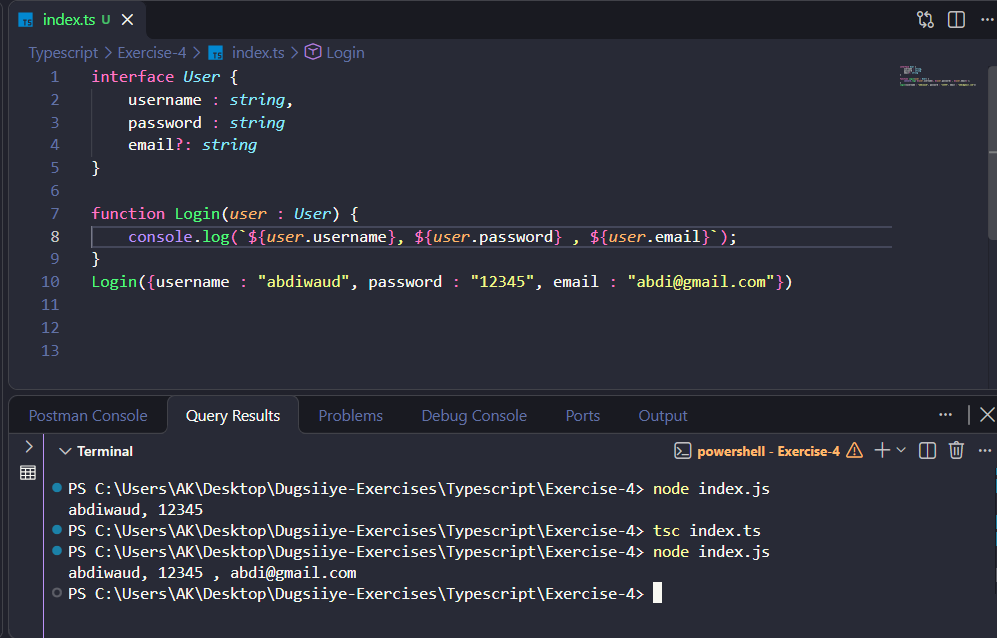 TS index.ts U
Typescript > Exercise-4 > TS index.ts > Login
1 interface User {
2     username : string,
3     password : string
4     email?: string
5 }
6
7 function Login(user : User) {
8     console.log(`${user.username}, ${user.password} , ${user.email}`);
9 }
10 Login({username : "abdiwaud", password : "12345", email : "abdi@gmail.com"})
11
12
13
Postman Console Query Results Problems Debug Console Ports Output
Terminal powershell - Exercise-4
PS C:\Users\AK\Desktop\Dugsiiye-Exercises\Typescript\Exercise-4> node index.js
abdiwaud, 12345
PS C:\Users\AK\Desktop\Dugsiiye-Exercises\Typescript\Exercise-4> tsc index.ts
PS C:\Users\AK\Desktop\Dugsiiye-Exercises\Typescript\Exercise-4> node index.js
abdiwaud, 12345 , abdi@gmail.com
PS C:\Users\AK\Desktop\Dugsiiye-Exercises\Typescript\Exercise-4>